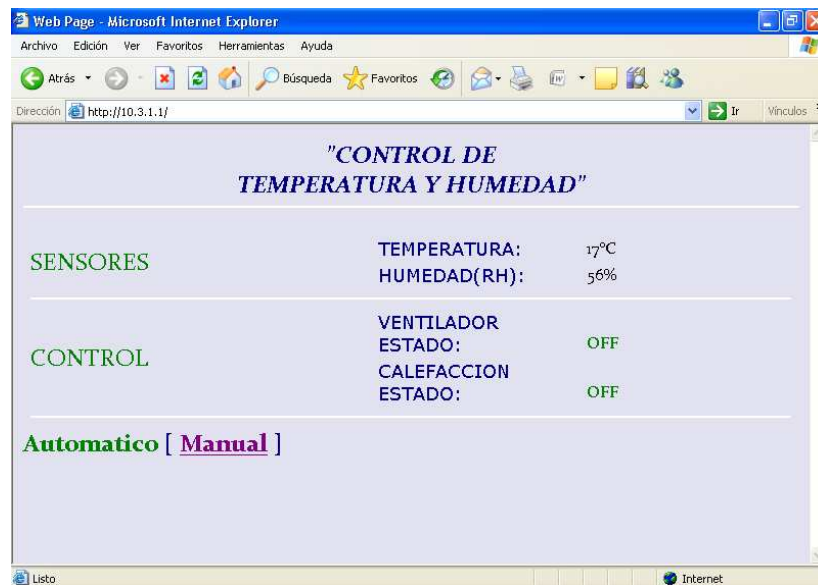 Web Page - Microsoft Internet Explorer
Archivo Edición Ver Favoritos Herramientas Ayuda
Atrás Búsqueda Favoritos
Dirección http://10.3.1.1/ Ir Vínculos
"CONTROL DE
TEMPERATURA Y HUMEDAD"
SENSORES
TEMPERATURA: 17°C
HUMEDAD(RH): 56%
CONTROL
VENTILADOR
ESTADO: OFF
CALEFACCION
ESTADO: OFF
Automatico [ Manual ]
Listo Internet